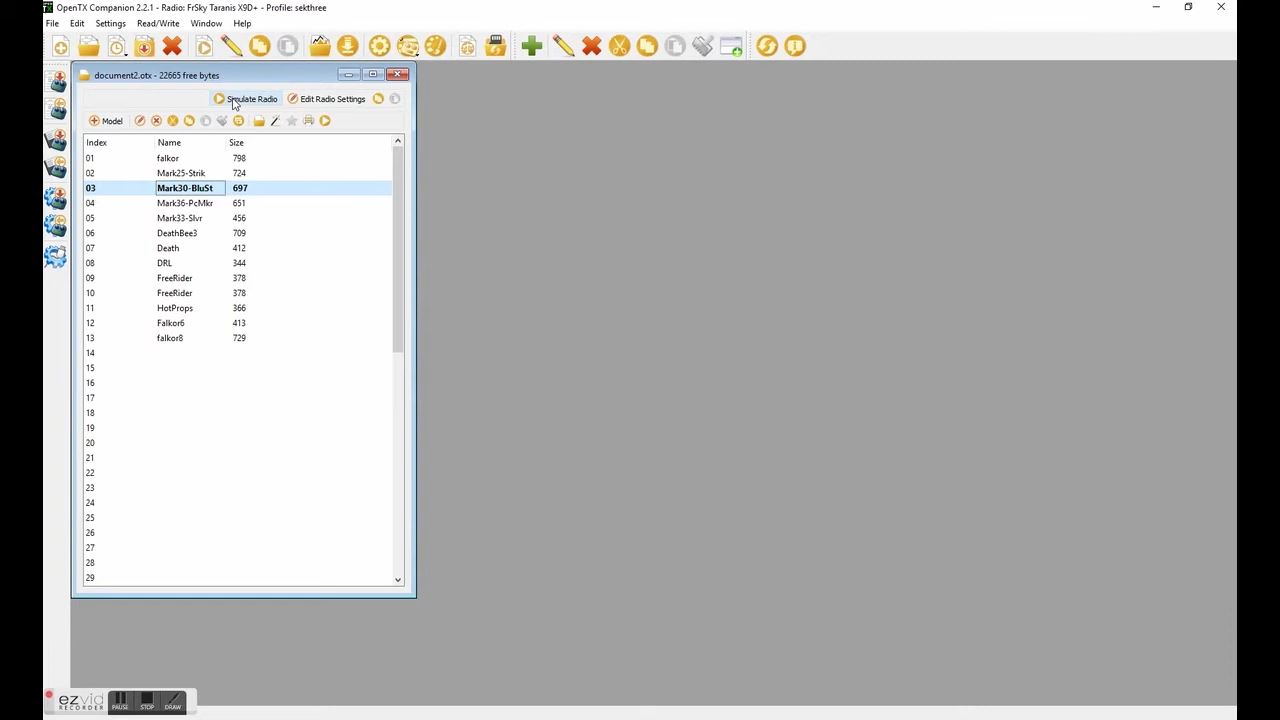 OpenTX Companion 2.2.1 - Radio: FrSky Taranis X9D+ - Profile: sekthree
File Edit Settings Read/Write Window Help
document2.otx - 22665 free bytes
Simulate Radio Edit Radio Settings
Model
Index Name Size
01 falkor 798
02 Mark25-Strik 724
03 Mark30-BluSt 697
04 Mark36-PcMkr 651
05 Mark33-Slvr 456
06 DeathBee3 709
07 Death 412
08 DRL 344
09 FreeRider 378
10 FreeRider 378
11 HotProps 366
12 Falkor6 413
13 falkor8 729
14
15
16
17
18
19
20
21
22
23
24
25
26
27
28
29
ezvid
RECORDER
PAUSE STOP DRAW